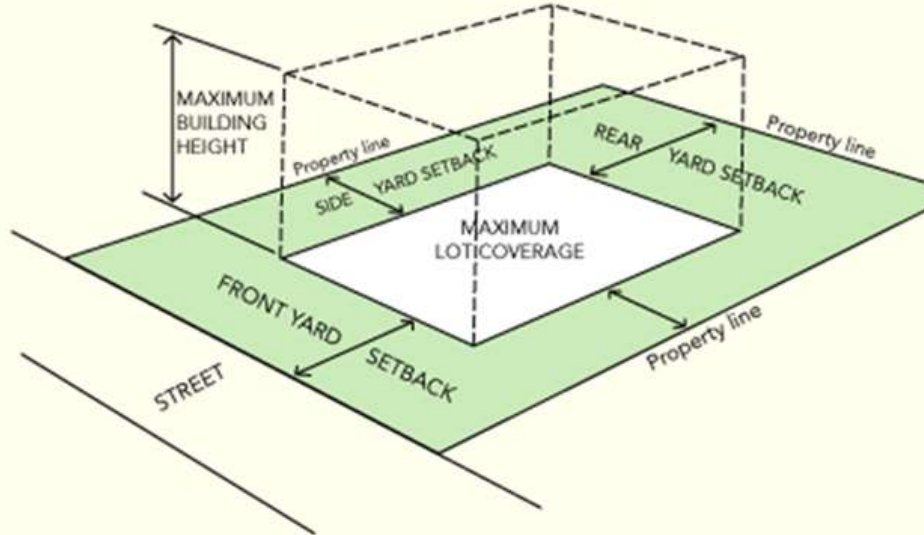 MAXIMUM
BUILDING
HEIGHT
Property line
SIDE YARD SETBACK
REAR YARD SETBACK
Property line
MAXIMUM
LOTICOVERAGE
FRONT YARD SETBACK
Property line
STREET